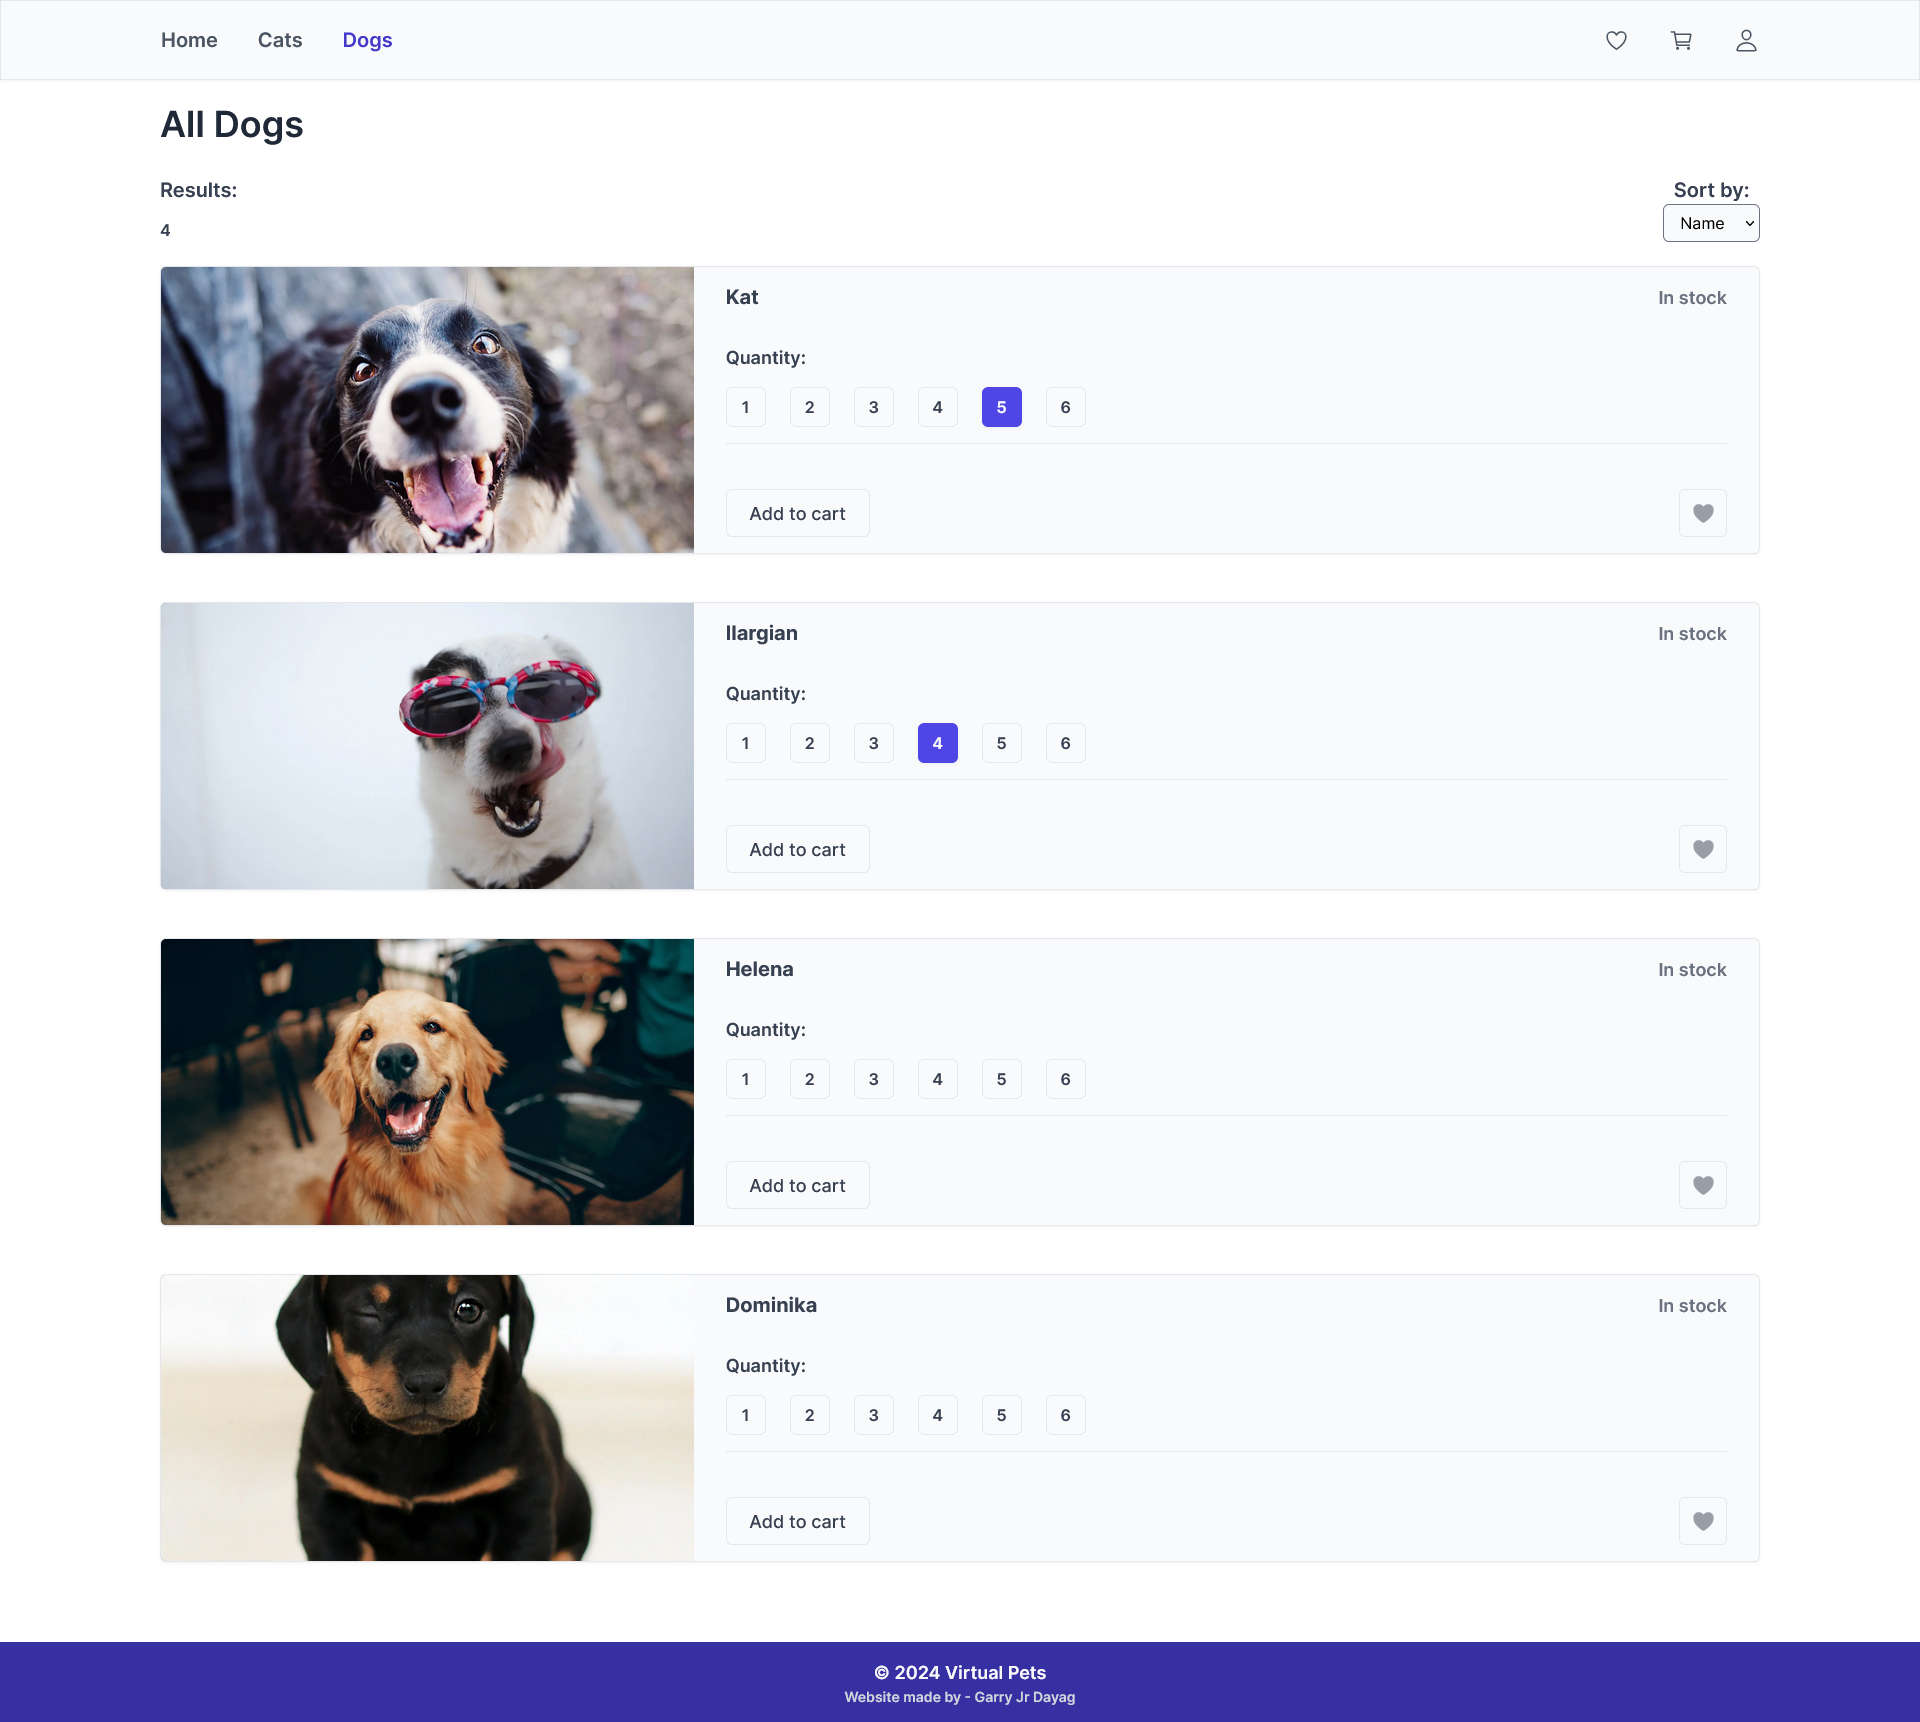 Home Cats Dogs
All Dogs
Results:
4
Sort by:
Name
Kat
In stock
Quantity:
1 2 3 4 5 6
Add to cart
Ilargian
In stock
Quantity:
1 2 3 4 5 6
Add to cart
Helena
In stock
Quantity:
1 2 3 4 5 6
Add to cart
Dominika
In stock
Quantity:
1 2 3 4 5 6
Add to cart
© 2024 Virtual Pets
Website made by - Garry Jr Dayag